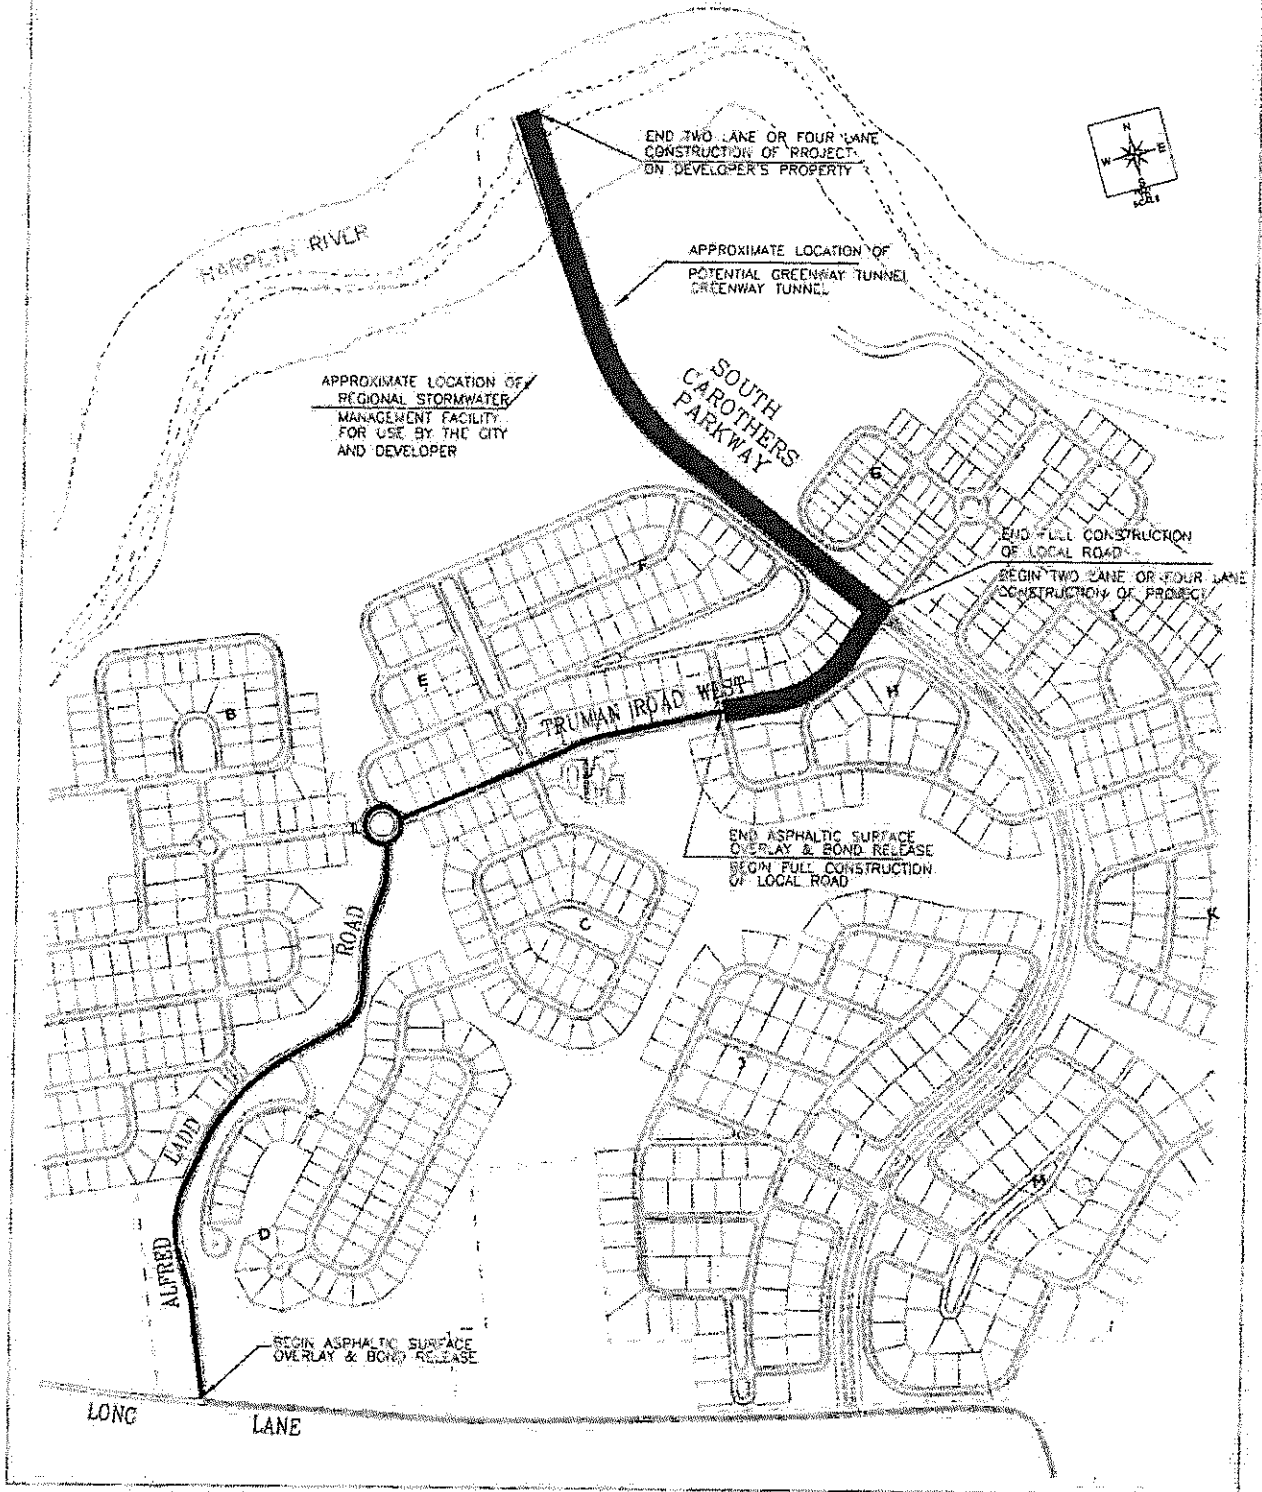 END TWO LANE OR FOUR LANE
CONSTRUCTION OF PROJECT
ON DEVELOPER'S PROPERTY
N
W
E
S
SCALE
HARPETH RIVER
APPROXIMATE LOCATION OF
POTENTIAL GREENWAY TUNNEL
GREENWAY TUNNEL
APPROXIMATE LOCATION OF
REGIONAL STORMWATER
MANAGEMENT FACILITY
FOR USE BY THE CITY
AND DEVELOPER
SOUTH
CAROTHERS
PARKWAY
G
END FULL CONSTRUCTION
OF LOCAL ROAD
BEGIN TWO LANE OR FOUR LANE
CONSTRUCTION OF PROJECT
F
E
H
B
TRUMAN ROAD WEST
END ASPHALTIC SURFACE
OVERLAY & BOND RELEASE
BEGIN FULL CONSTRUCTION
OF LOCAL ROAD
C
K
ROAD
LADD
ALFRED
M
D
BEGIN ASPHALTIC SURFACE
OVERLAY & BOND RELEASE
LONG
LANE